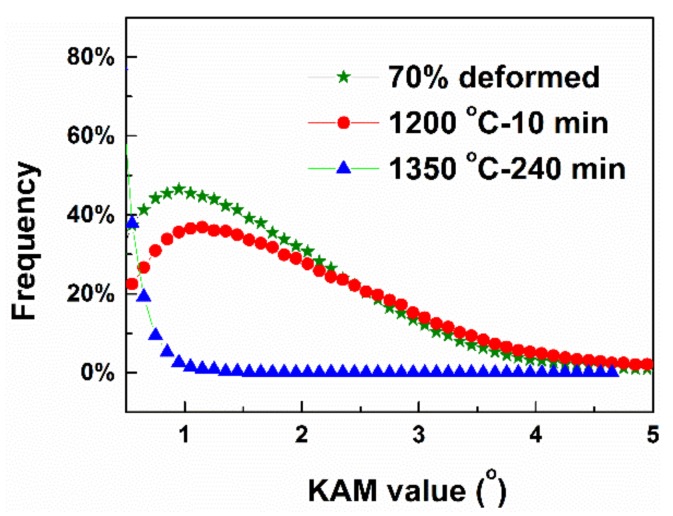 80%
60%
40%
20%
0%
Frequency
70% deformed
1200 °C-10 min
1350 °C-240 min
1 2 3 4 5
KAM value (°)